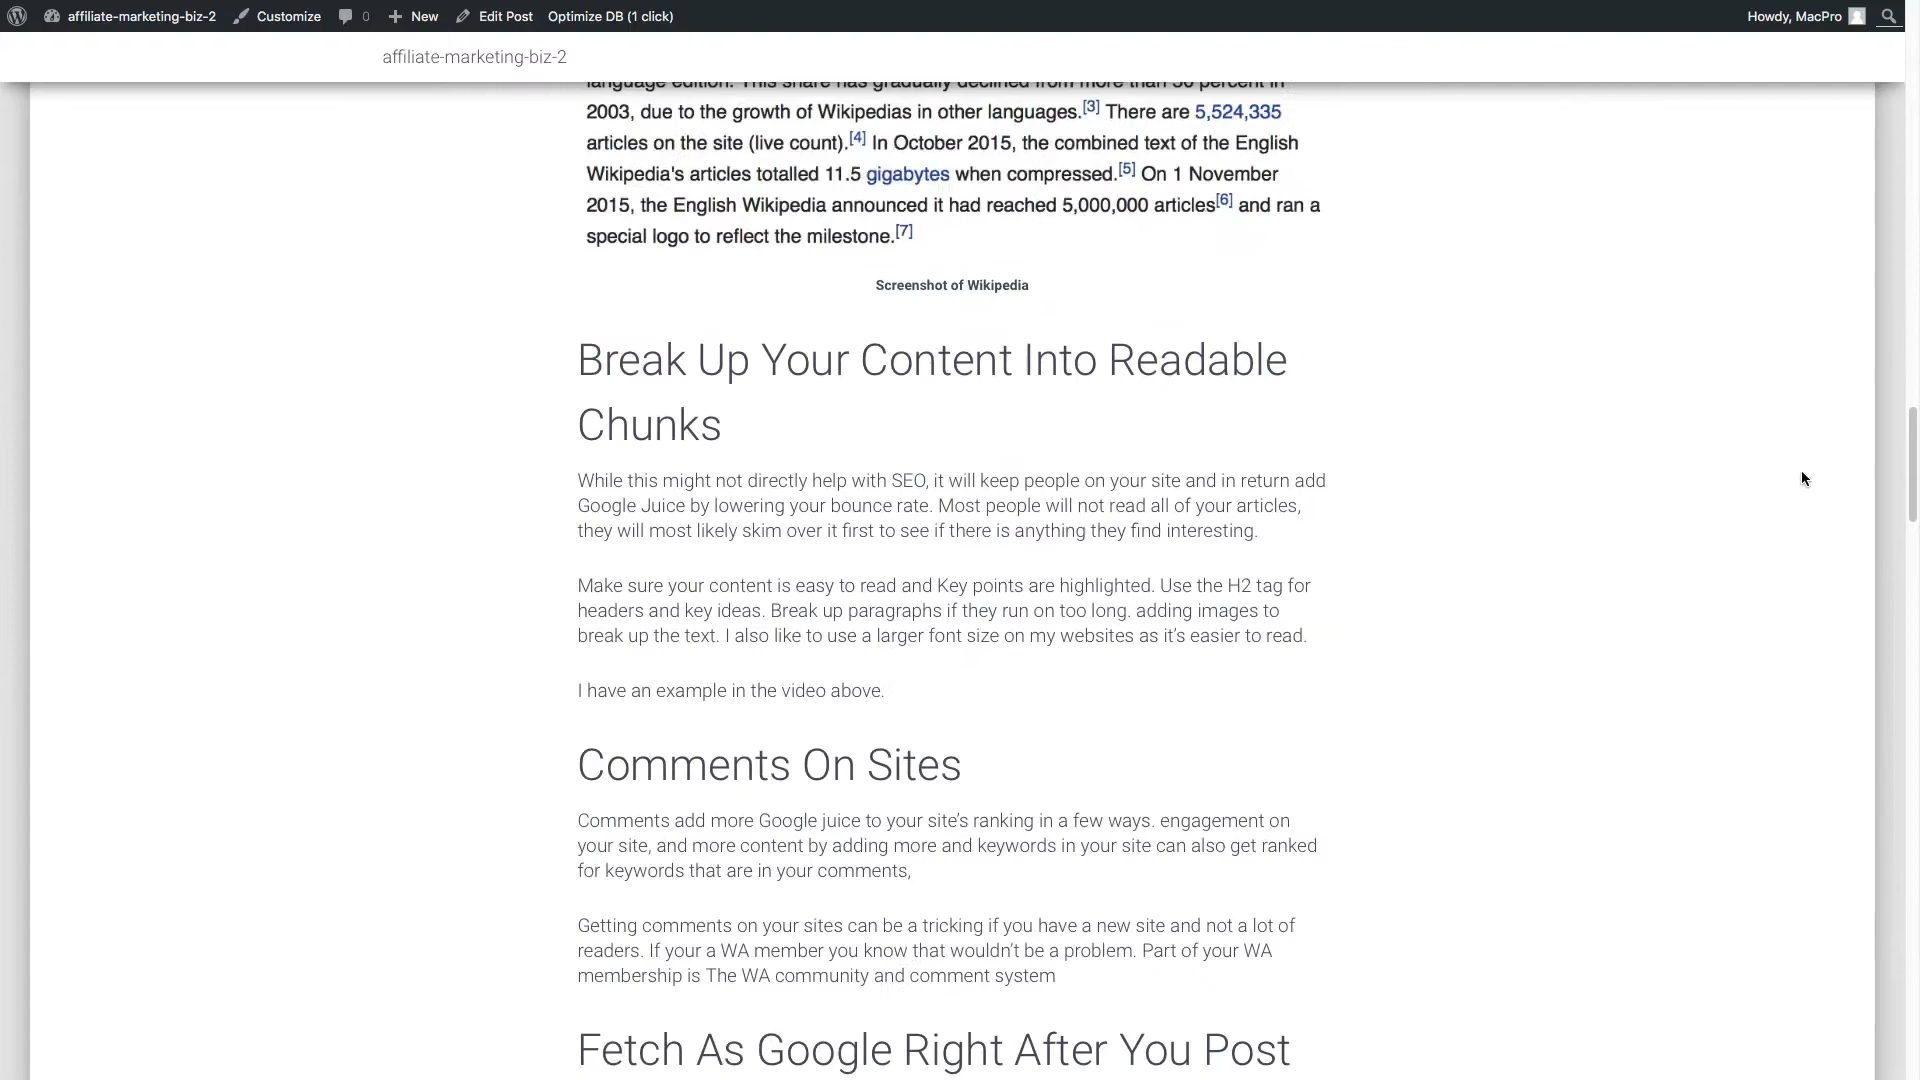 affiliate-marketing-biz-2 Customize 0 New Edit Post Optimize DB (1 click) Howdy, MacPro
affiliate-marketing-biz-2
language edition. This share has gradually declined from more than 50 percent in
2003, due to the growth of Wikipedias in other languages.[3] There are 5,524,335
articles on the site (live count).[4] In October 2015, the combined text of the English
Wikipedia's articles totalled 11.5 gigabytes when compressed.[5] On 1 November
2015, the English Wikipedia announced it had reached 5,000,000 articles[6] and ran a
special logo to reflect the milestone.[7]
Screenshot of Wikipedia
Break Up Your Content Into Readable
Chunks
While this might not directly help with SEO, it will keep people on your site and in return add
Google Juice by lowering your bounce rate. Most people will not read all of your articles,
they will most likely skim over it first to see if there is anything they find interesting.
Make sure your content is easy to read and Key points are highlighted. Use the H2 tag for
headers and key ideas. Break up paragraphs if they run on too long. adding images to
break up the text. I also like to use a larger font size on my websites as it's easier to read.
I have an example in the video above.
Comments On Sites
Comments add more Google juice to your site's ranking in a few ways. engagement on
your site, and more content by adding more and keywords in your site can also get ranked
for keywords that are in your comments,
Getting comments on your sites can be a tricking if you have a new site and not a lot of
readers. If your a WA member you know that wouldn't be a problem. Part of your WA
membership is The WA community and comment system
Fetch As Google Right After You Post